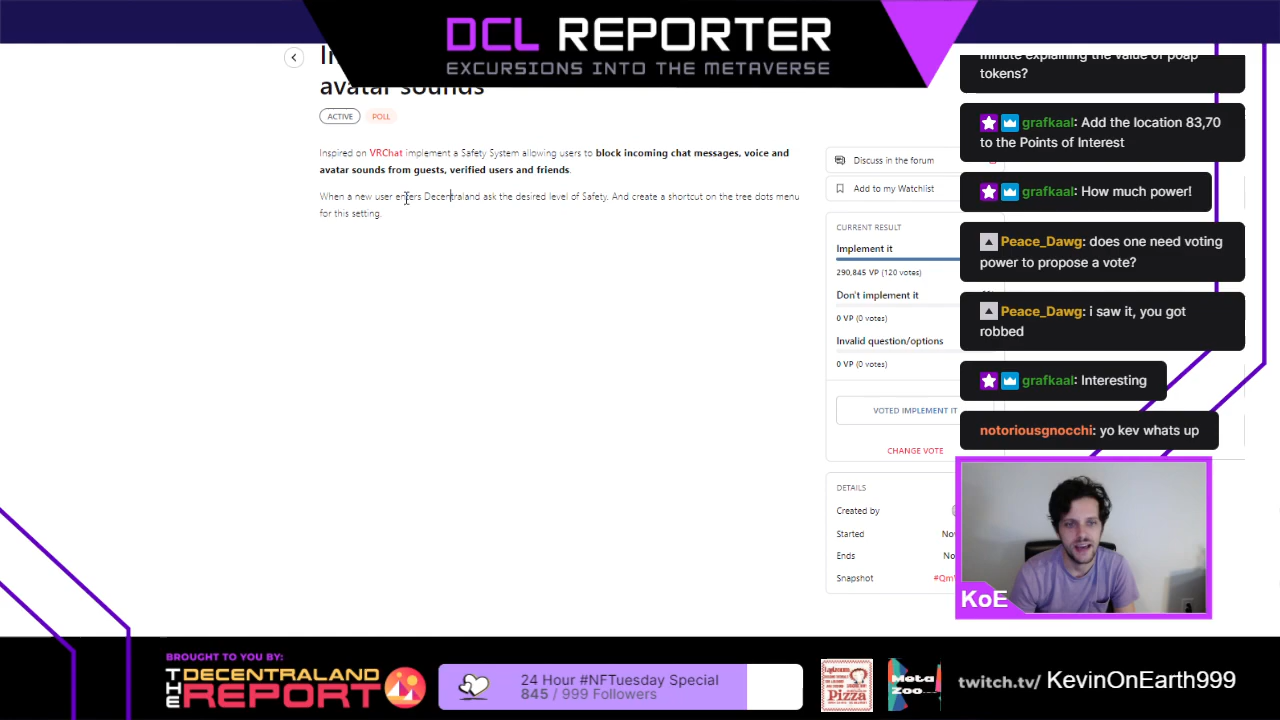 DCL REPORTER
EXCURSIONS INTO THE METAVERSE
avatar sounds
ACTIVE
POLL
Inspired on VRChat implement a Safety System allowing users to block incoming chat messages, voice and
avatar sounds from guests, verified users and friends.
When a new user enters Decentraland ask the desired level of Safety. And create a shortcut on the tree dots menu
for this setting.
Discuss in the forum
Add to my Watchlist
CURRENT RESULT
Implement it
290,845 VP (120 votes)
Don't implement it
0 VP (0 votes)
Invalid question/options
0 VP (0 votes)
VOTED IMPLEMENT IT
CHANGE VOTE
DETAILS
Created by
Started
Ends
Snapshot
minute explaining the value of poap
tokens?
grafkaal: Add the location 83,70
to the Points of Interest
grafkaal: How much power!
Peace_Dawg: does one need voting
power to propose a vote?
Peace_Dawg: i saw it, you got
robbed
grafkaal: Interesting
notoriousgnocchi: yo kev whats up
KoE
BROUGHT TO YOU BY:
THE DECENTRALAND
REPORT
24 Hour #NFTuesday Special
845 / 999 Followers
Pizza
Meta
Zoo...
twitch.tv/ KevinOnEarth999